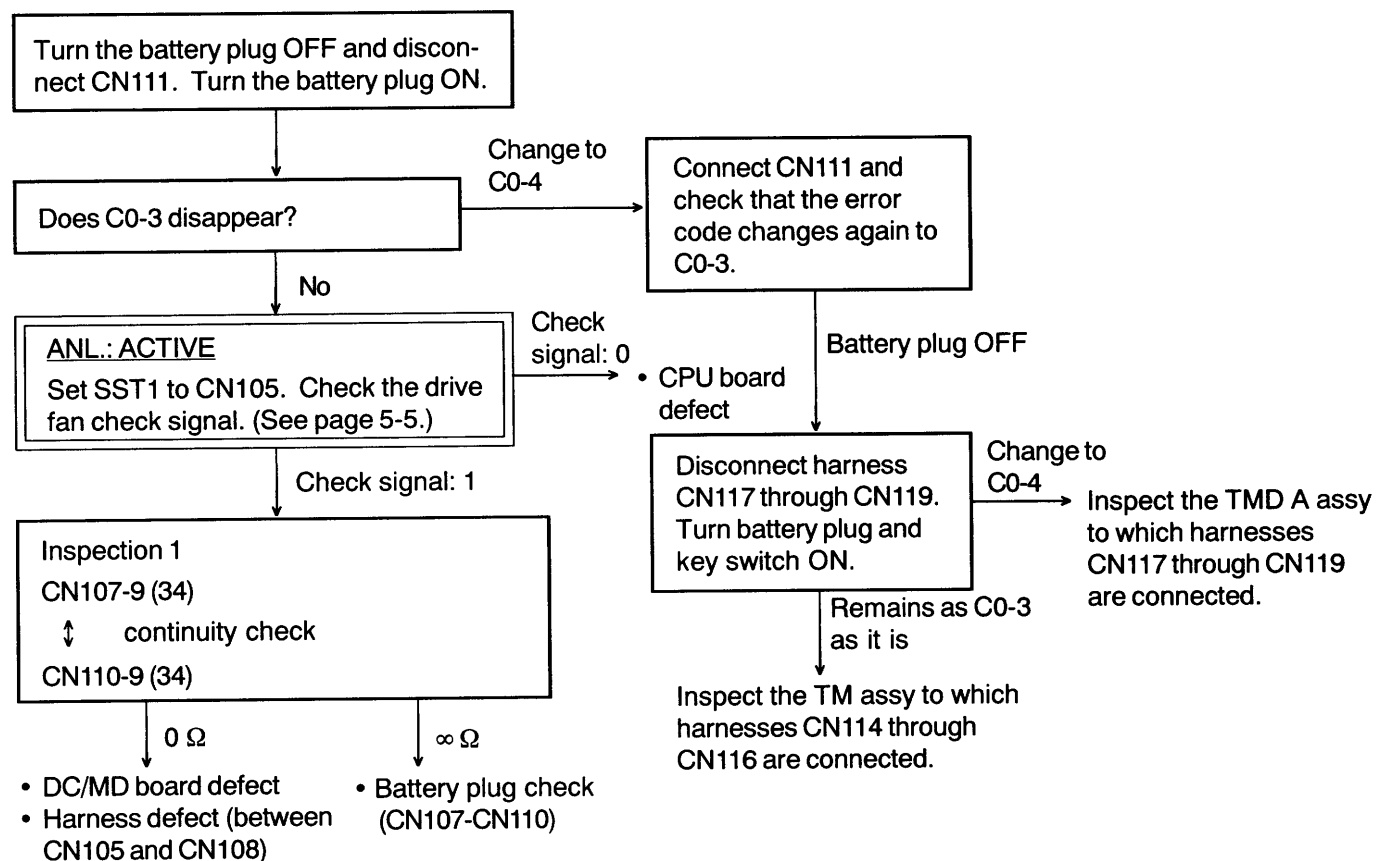 Turn the battery plug OFF and discon-
nect CN111. Turn the battery plug ON.
Does C0-3 disappear?
Change to
C0-4
Connect CN111 and
check that the error
code changes again to
C0-3.
No
ANL.: ACTIVE
Set SST1 to CN105. Check the drive
fan check signal. (See page 5-5.)
Check
signal: 0
• CPU board
defect
Battery plug OFF
Check signal: 1
Disconnect harness
CN117 through CN119.
Turn battery plug and
key switch ON.
Change to
C0-4
Inspect the TMD A assy
to which harnesses
CN117 through CN119
are connected.
Inspection 1
CN107-9 (34)
↕ continuity check
CN110-9 (34)
Remains as C0-3
as it is
Inspect the TM assy to which
harnesses CN114 through
CN116 are connected.
0 Ω
∞ Ω
• DC/MD board defect
• Harness defect (between
CN105 and CN108)
• Battery plug check
(CN107-CN110)